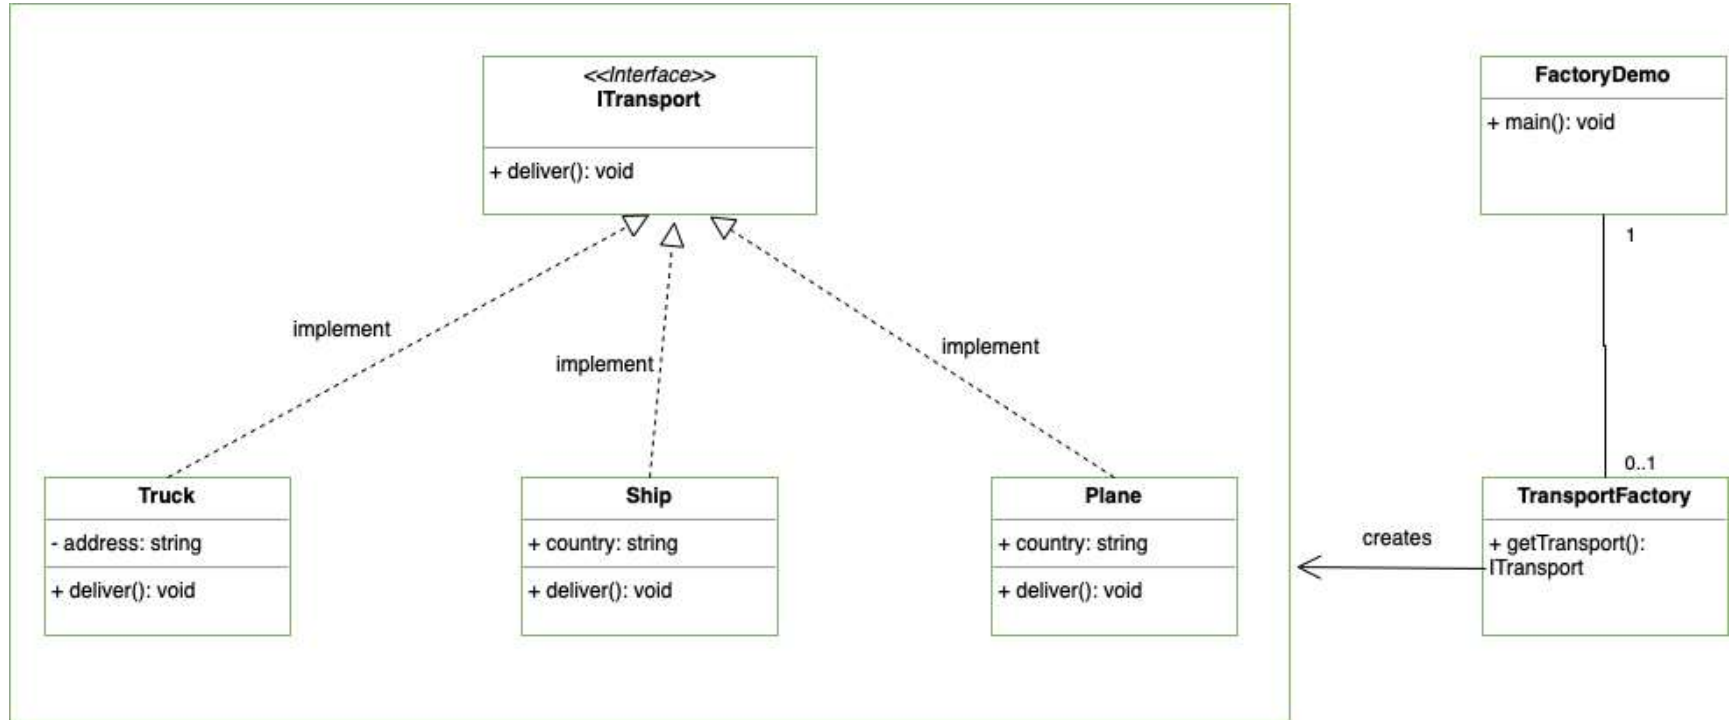 <<Interface>>
ITransport
+ deliver(): void
FactoryDemo
+ main(): void
1
implement
implement
implement
0..1
Truck
- address: string
+ deliver(): void
Ship
+ country: string
+ deliver(): void
Plane
+ country: string
+ deliver(): void
creates
TransportFactory
+ getTransport():
ITransport